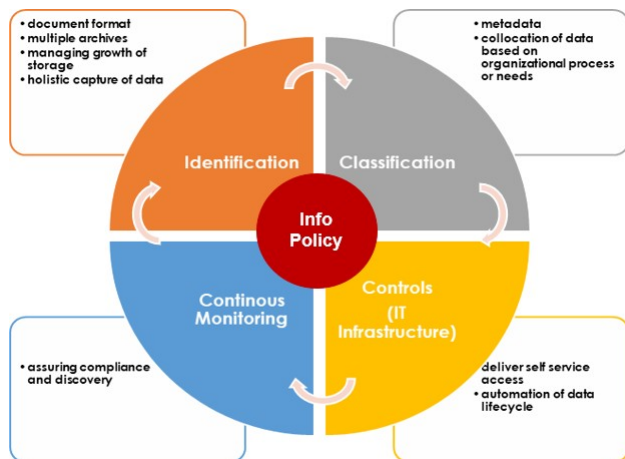 • document format
• multiple archives
• managing growth of
storage
• holistic capture of data
• metadata
• collocation of data
based on
organizational process
or needs
Identification
Classification
Info
Policy
Continous
Monitoring
Controls
(IT
Infrastructure)
• assuring compliance
and discovery
deliver self service
access
• automation of data
lifecycle